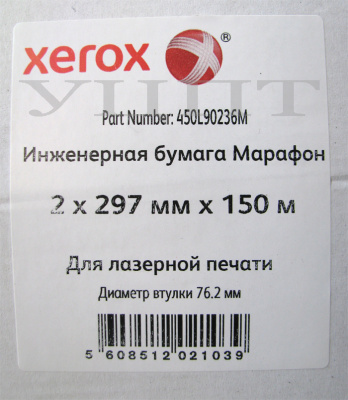 xerox ®
УНИТ
Part Number: 450L90236M
Инженерная бумага Марафон
2 x 297 мм x 150 м
Для лазерной печати
Диаметр втулки 76.2 мм
5 608512 021039